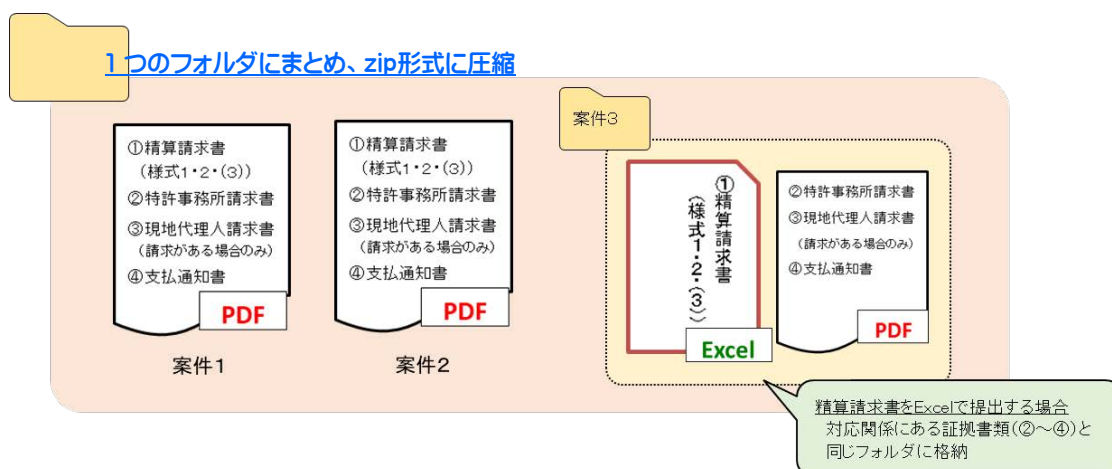 1つのフォルダにまとめ、zip形式に圧縮
①精算請求書
(様式1・2・(3))
②特許事務所請求書
③現地代理人請求書
(請求がある場合のみ)
④支払通知書
PDF
案件1
①精算請求書
(様式1・2・(3))
②特許事務所請求書
③現地代理人請求書
(請求がある場合のみ)
④支払通知書
PDF
案件2
案件3
①精算請求書
(様式1・2・(3))
Excel
②特許事務所請求書
③現地代理人請求書
(請求がある場合のみ)
④支払通知書
PDF
精算請求書をExcelで提出する場合
対応関係にある証拠書類(②~④)と
同じフォルダに格納